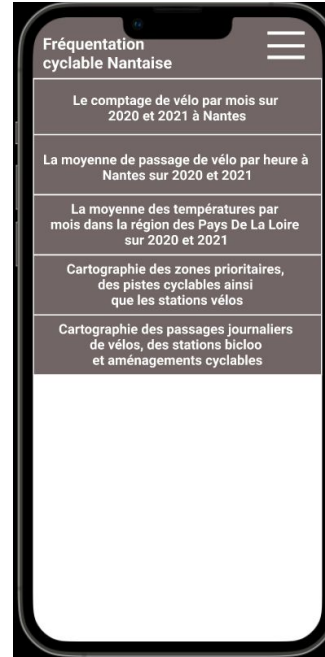 Fréquentation
cyclable Nantaise
Le comptage de vélo par mois sur
2020 et 2021 à Nantes
La moyenne de passage de vélo par heure à
Nantes sur 2020 et 2021
La moyenne des températures par
mois dans la région des Pays De La Loire
sur 2020 et 2021
Cartographie des zones prioritaires,
des pistes cyclables ainsi
que les stations vélos
Cartographie des passages journaliers
de vélos, des stations bicloo
et aménagements cyclables